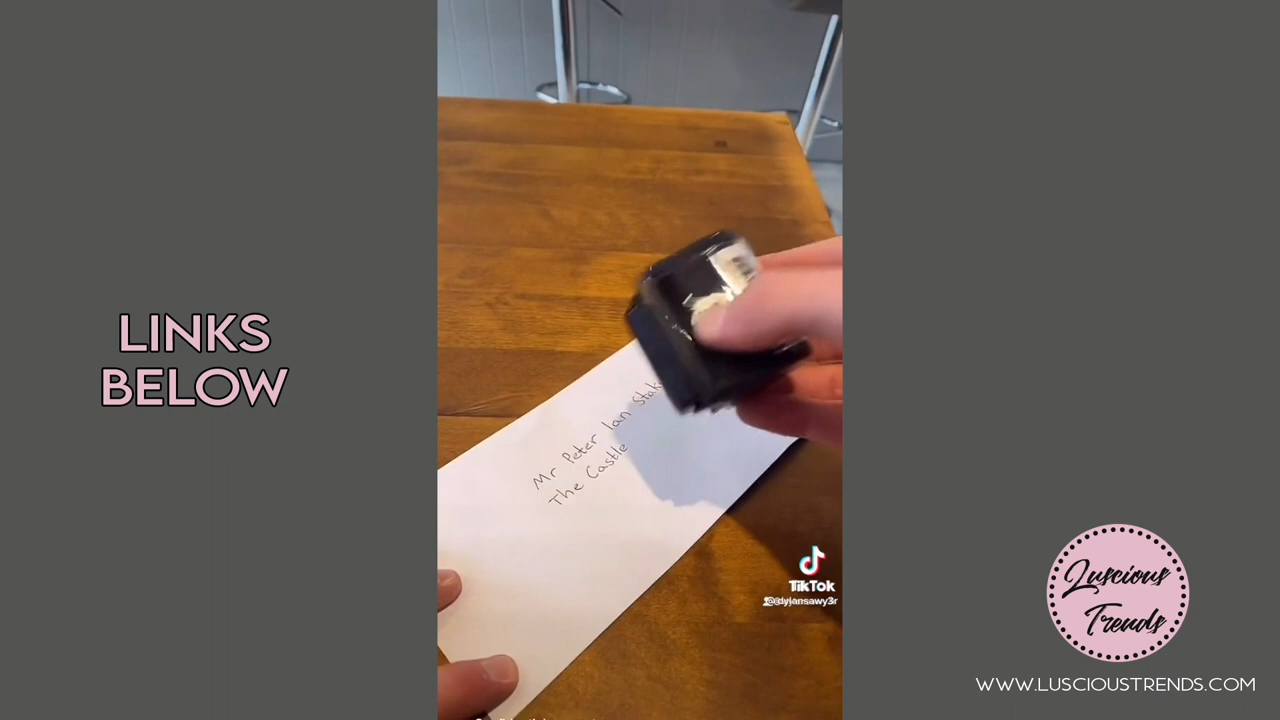 LINKS
BELOW
Mr Peter Ian
The Castle
TikTok
Luscious
Trends
WWW.LUSCIOUSTRENDS.COM